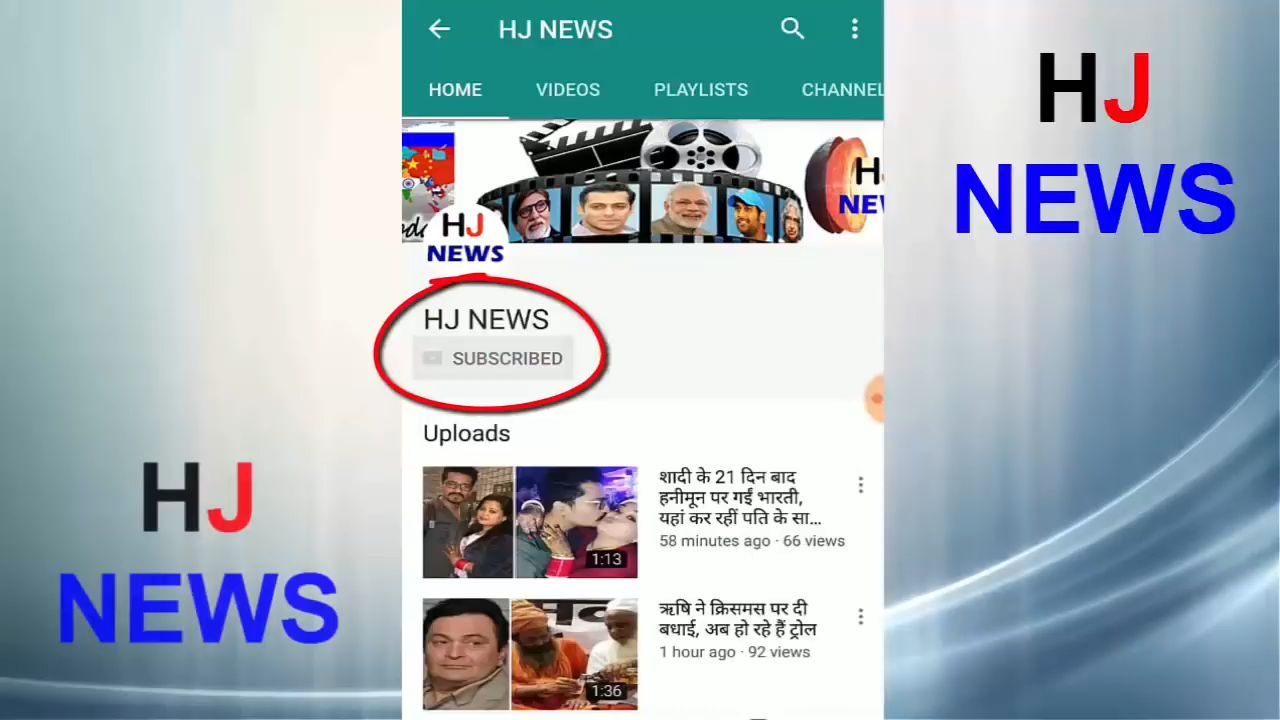 HJ NEWS
HOME VIDEOS PLAYLISTS CHANNEL
HJ
NEWS
HJ
NEWS
HJ NEWS
SUBSCRIBED
Uploads
शादी के 21 दिन बाद
हनीमून पर गईं भारती,
यहां कर रहीं पति के सा...
58 minutes ago · 66 views
1:13
ऋषि ने क्रिसमस पर दी
बधाई, अब हो रहे हैं ट्रोल
1 hour ago · 92 views
1:36
HJ
NEWS